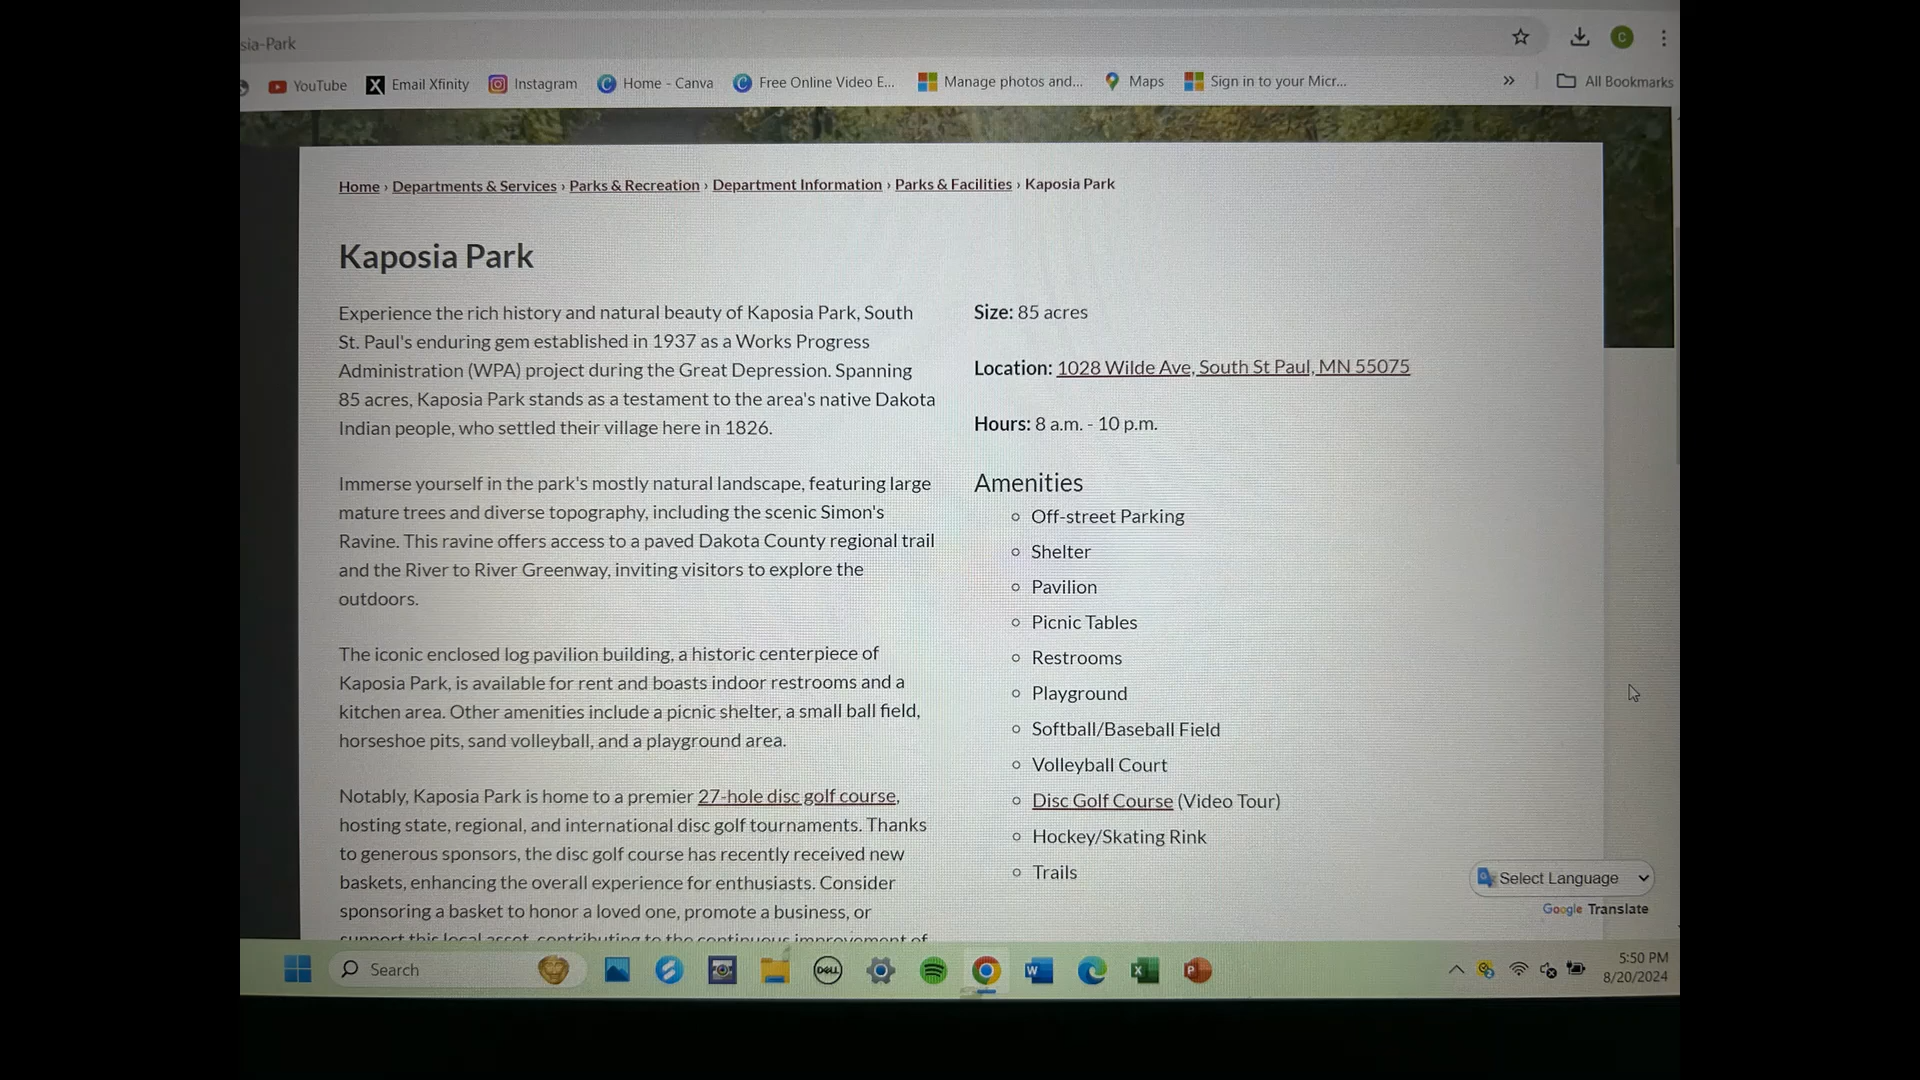 sia-Park
YouTube Email Xfinity Instagram Home - Canva Free Online Video E... Manage photos and... Maps Sign in to your Micr... » All Bookmarks
Home › Departments & Services › Parks & Recreation › Department Information › Parks & Facilities › Kaposia Park
Kaposia Park
Experience the rich history and natural beauty of Kaposia Park, South
St. Paul's enduring gem established in 1937 as a Works Progress
Administration (WPA) project during the Great Depression. Spanning
85 acres, Kaposia Park stands as a testament to the area's native Dakota
Indian people, who settled their village here in 1826.
Immerse yourself in the park's mostly natural landscape, featuring large
mature trees and diverse topography, including the scenic Simon's
Ravine. This ravine offers access to a paved Dakota County regional trail
and the River to River Greenway, inviting visitors to explore the
outdoors.
The iconic enclosed log pavilion building, a historic centerpiece of
Kaposia Park, is available for rent and boasts indoor restrooms and a
kitchen area. Other amenities include a picnic shelter, a small ball field,
horseshoe pits, sand volleyball, and a playground area.
Notably, Kaposia Park is home to a premier 27-hole disc golf course,
hosting state, regional, and international disc golf tournaments. Thanks
to generous sponsors, the disc golf course has recently received new
baskets, enhancing the overall experience for enthusiasts. Consider
sponsoring a basket to honor a loved one, promote a business, or
support this local asset, contributing to the continuous improvement of
Size: 85 acres
Location: 1028 Wilde Ave, South St Paul, MN 55075
Hours: 8 a.m. - 10 p.m.
Amenities
Off-street Parking
Shelter
Pavilion
Picnic Tables
Restrooms
Playground
Softball/Baseball Field
Volleyball Court
Disc Golf Course (Video Tour)
Hockey/Skating Rink
Trails
Select Language
Google Translate
Search
DELL
5:50 PM
8/20/2024